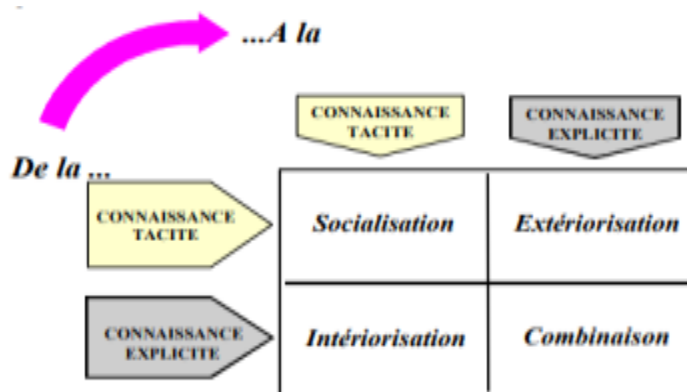 ...A la
CONNAISSANCE
TACITE
CONNAISSANCE
EXPLICITE
De la ...
CONNAISSANCE
TACITE
Socialisation
Extériorisation
CONNAISSANCE
EXPLICITE
Intériorisation
Combinaison